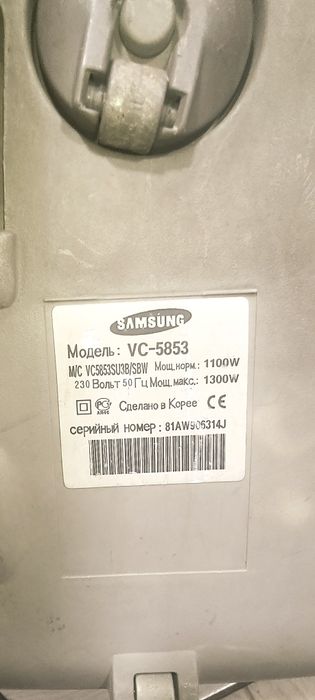 SAMSUNG
Модель: VC-5853
M/C VC5853SU3B/SBW Мощ.норм.: 1100W
230 Вольт 50 Гц Мощ.макс.: 1300W
Сделано в Корее CE
серийный номер : 81AW906314J